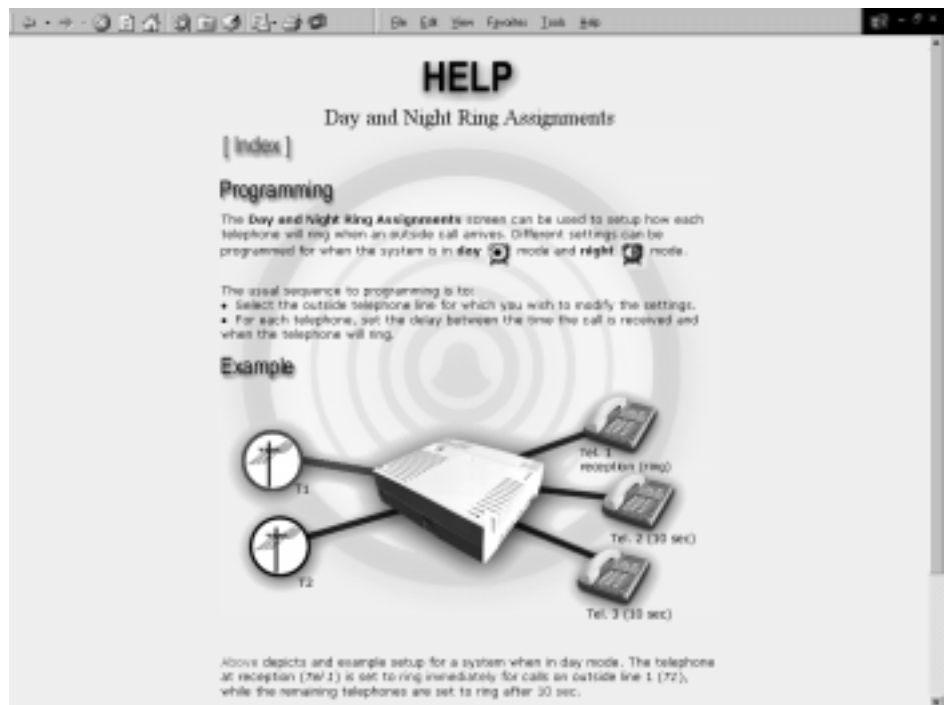 File Edit View Favorites Tools Help
HELP
Day and Night Ring Assignments
[ Index ]
Programming
The Day and Night Ring Assignments screen can be used to setup how each
telephone will ring when an outside call arrives. Different settings can be
programmed for when the system is in day mode and night mode.
The usual sequence to programming is to:
• Select the outside telephone line for which you wish to modify the settings.
• For each telephone, set the delay between the time the call is received and
when the telephone will ring.
Example
Tel. 1
reception (ring)
T1
Tel. 2 (10 sec)
T2
Tel. 3 (10 sec)
Above depicts and example setup for a system when in day mode. The telephone
at reception (Tel 1) is set to ring immediately for calls on outside line 1 (T1),
while the remaining telephones are set to ring after 10 sec.